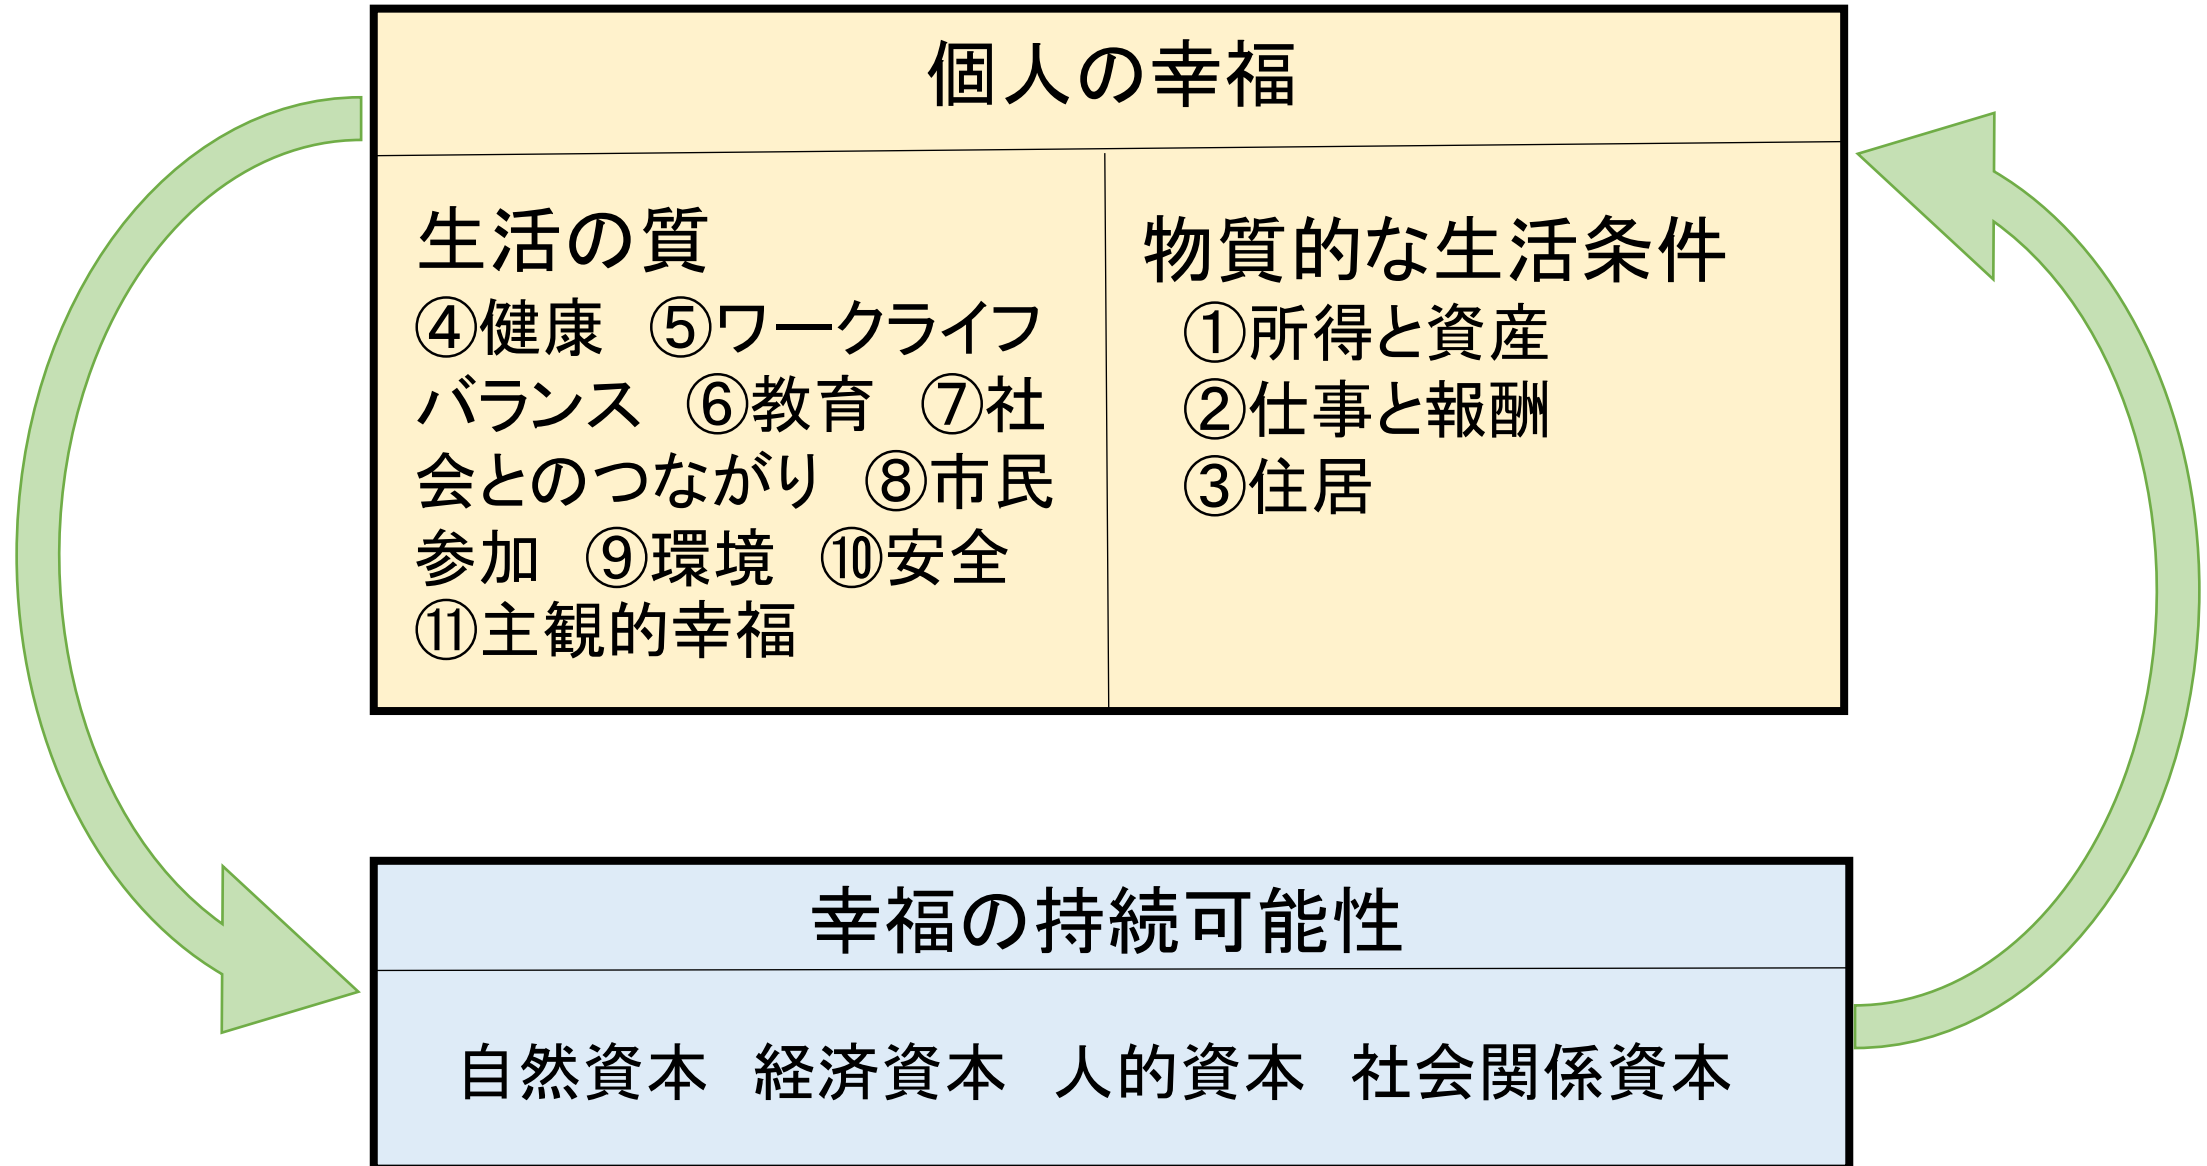 個人の幸福
生活の質
④健康　⑤ワークライフ
バランス　⑥教育　⑦社
会とのつながり　⑧市民
参加　⑨環境　⑩安全
⑪主観的幸福
物質的な生活条件
①所得と資産
②仕事と報酬
③住居
幸福の持続可能性
自然資本　経済資本　人的資本　社会関係資本